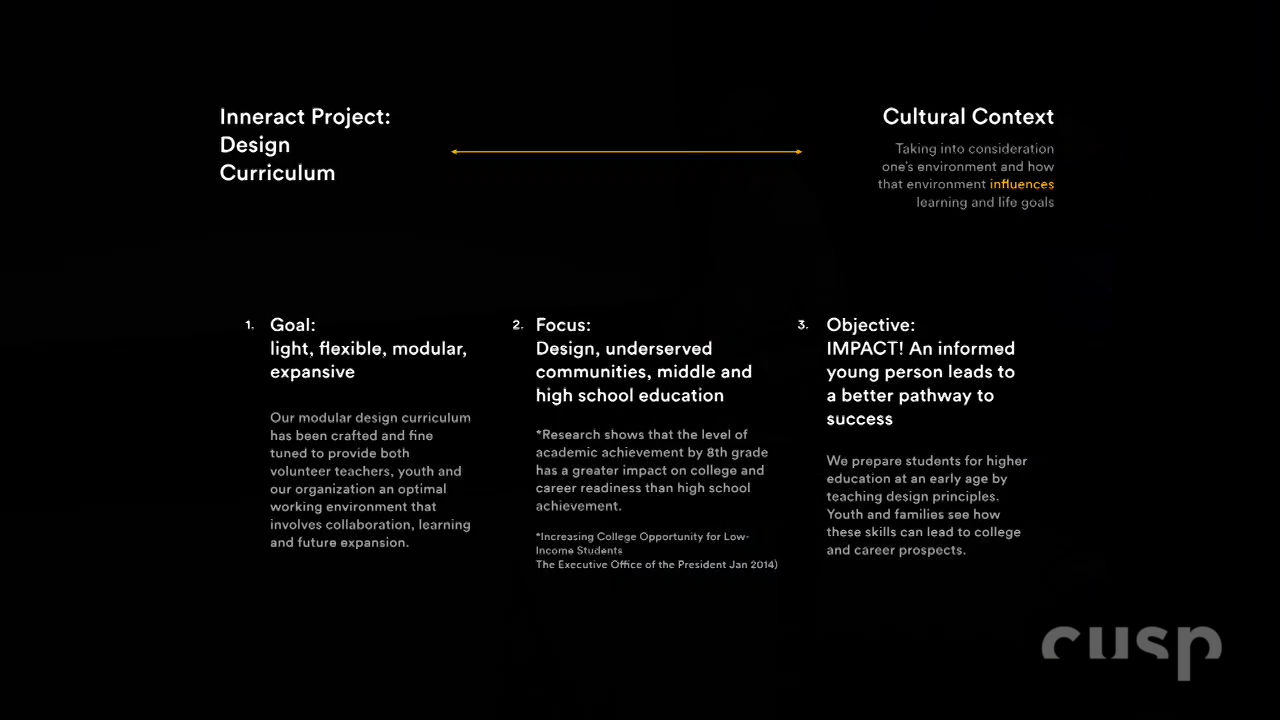 Inneract Project:
Design
Curriculum
Cultural Context
Taking into consideration
one's environment and how
that environment influences
learning and life goals
1. Goal:
light, flexible, modular,
expansive
Our modular design curriculum
has been crafted and fine
tuned to provide both
volunteer teachers, youth and
our organization an optimal
working environment that
involves collaboration, learning
and future expansion.
2. Focus:
Design, underserved
communities, middle and
high school education
*Research shows that the level of
academic achievement by 8th grade
has a greater impact on college and
career readiness than high school
achievement.
*Increasing College Opportunity for Low-
Income Students
The Executive Office of the President Jan 2014)
3. Objective:
IMPACT! An informed
young person leads to
a better pathway to
success
We prepare students for higher
education at an early age by
teaching design principles.
Youth and families see how
these skills can lead to college
and career prospects.
cusp